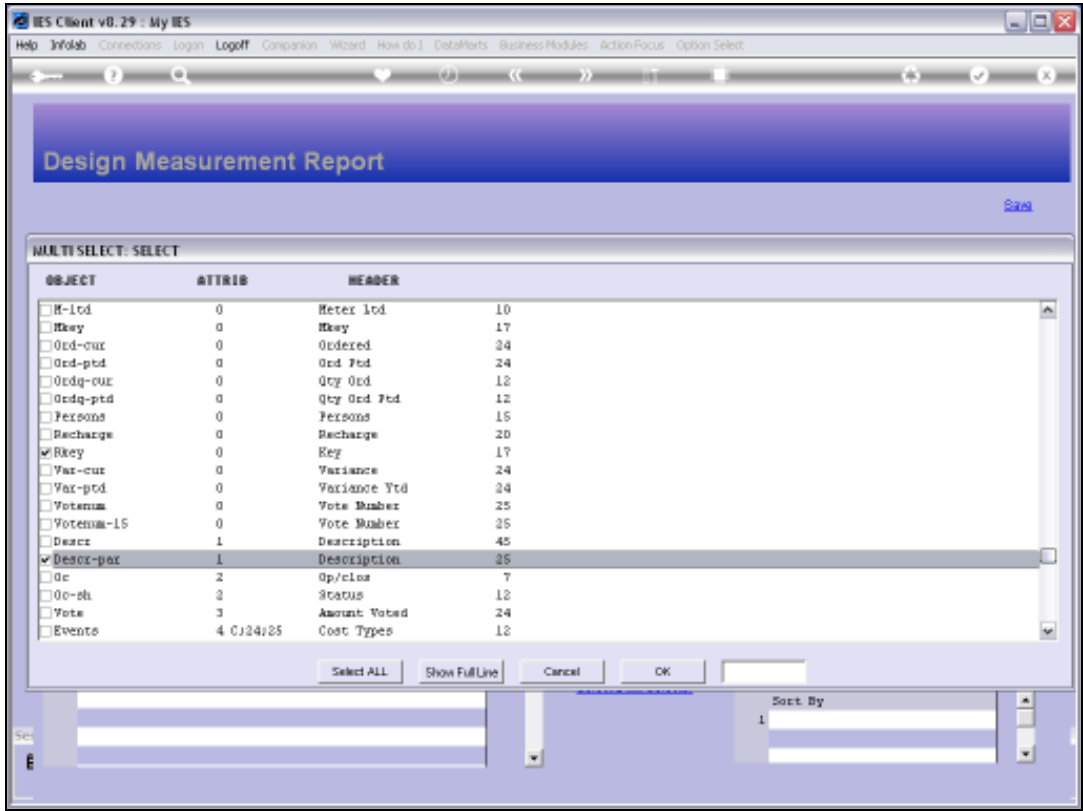 IES Client v8.29 : My IES
Help Infolab Connections Logon Logoff Companion Wizard How do I DataMarts Business Modules Action Focus Option Select
Design Measurement Report
Save
MULTI SELECT: SELECT
OBJECT ATTRIB HEADER
M-ltd 0 Meter ltd 10
Mkey 0 Mkey 17
Ord-cur 0 Ordered 24
Ord-ptd 0 Ord Ptd 24
Ordq-cur 0 Qty Ord 12
Ordq-ptd 0 Qty Ord Ptd 12
Persons 0 Persons 15
Recharge 0 Recharge 20
Rkey 0 Key 17
Var-cur 0 Variance 24
Var-ptd 0 Variance Ytd 24
Votenum 0 Vote Number 25
Votenum-15 0 Vote Number 25
Descr 1 Description 45
Descr-par 1 Description 25
Oc 2 Op/clos 7
Oc-sh 2 Status 12
Vote 3 Amount Voted 24
Events 4 C;24;25 Cost Types 12
Select ALL Show Full Line Cancel OK
Sort By
1